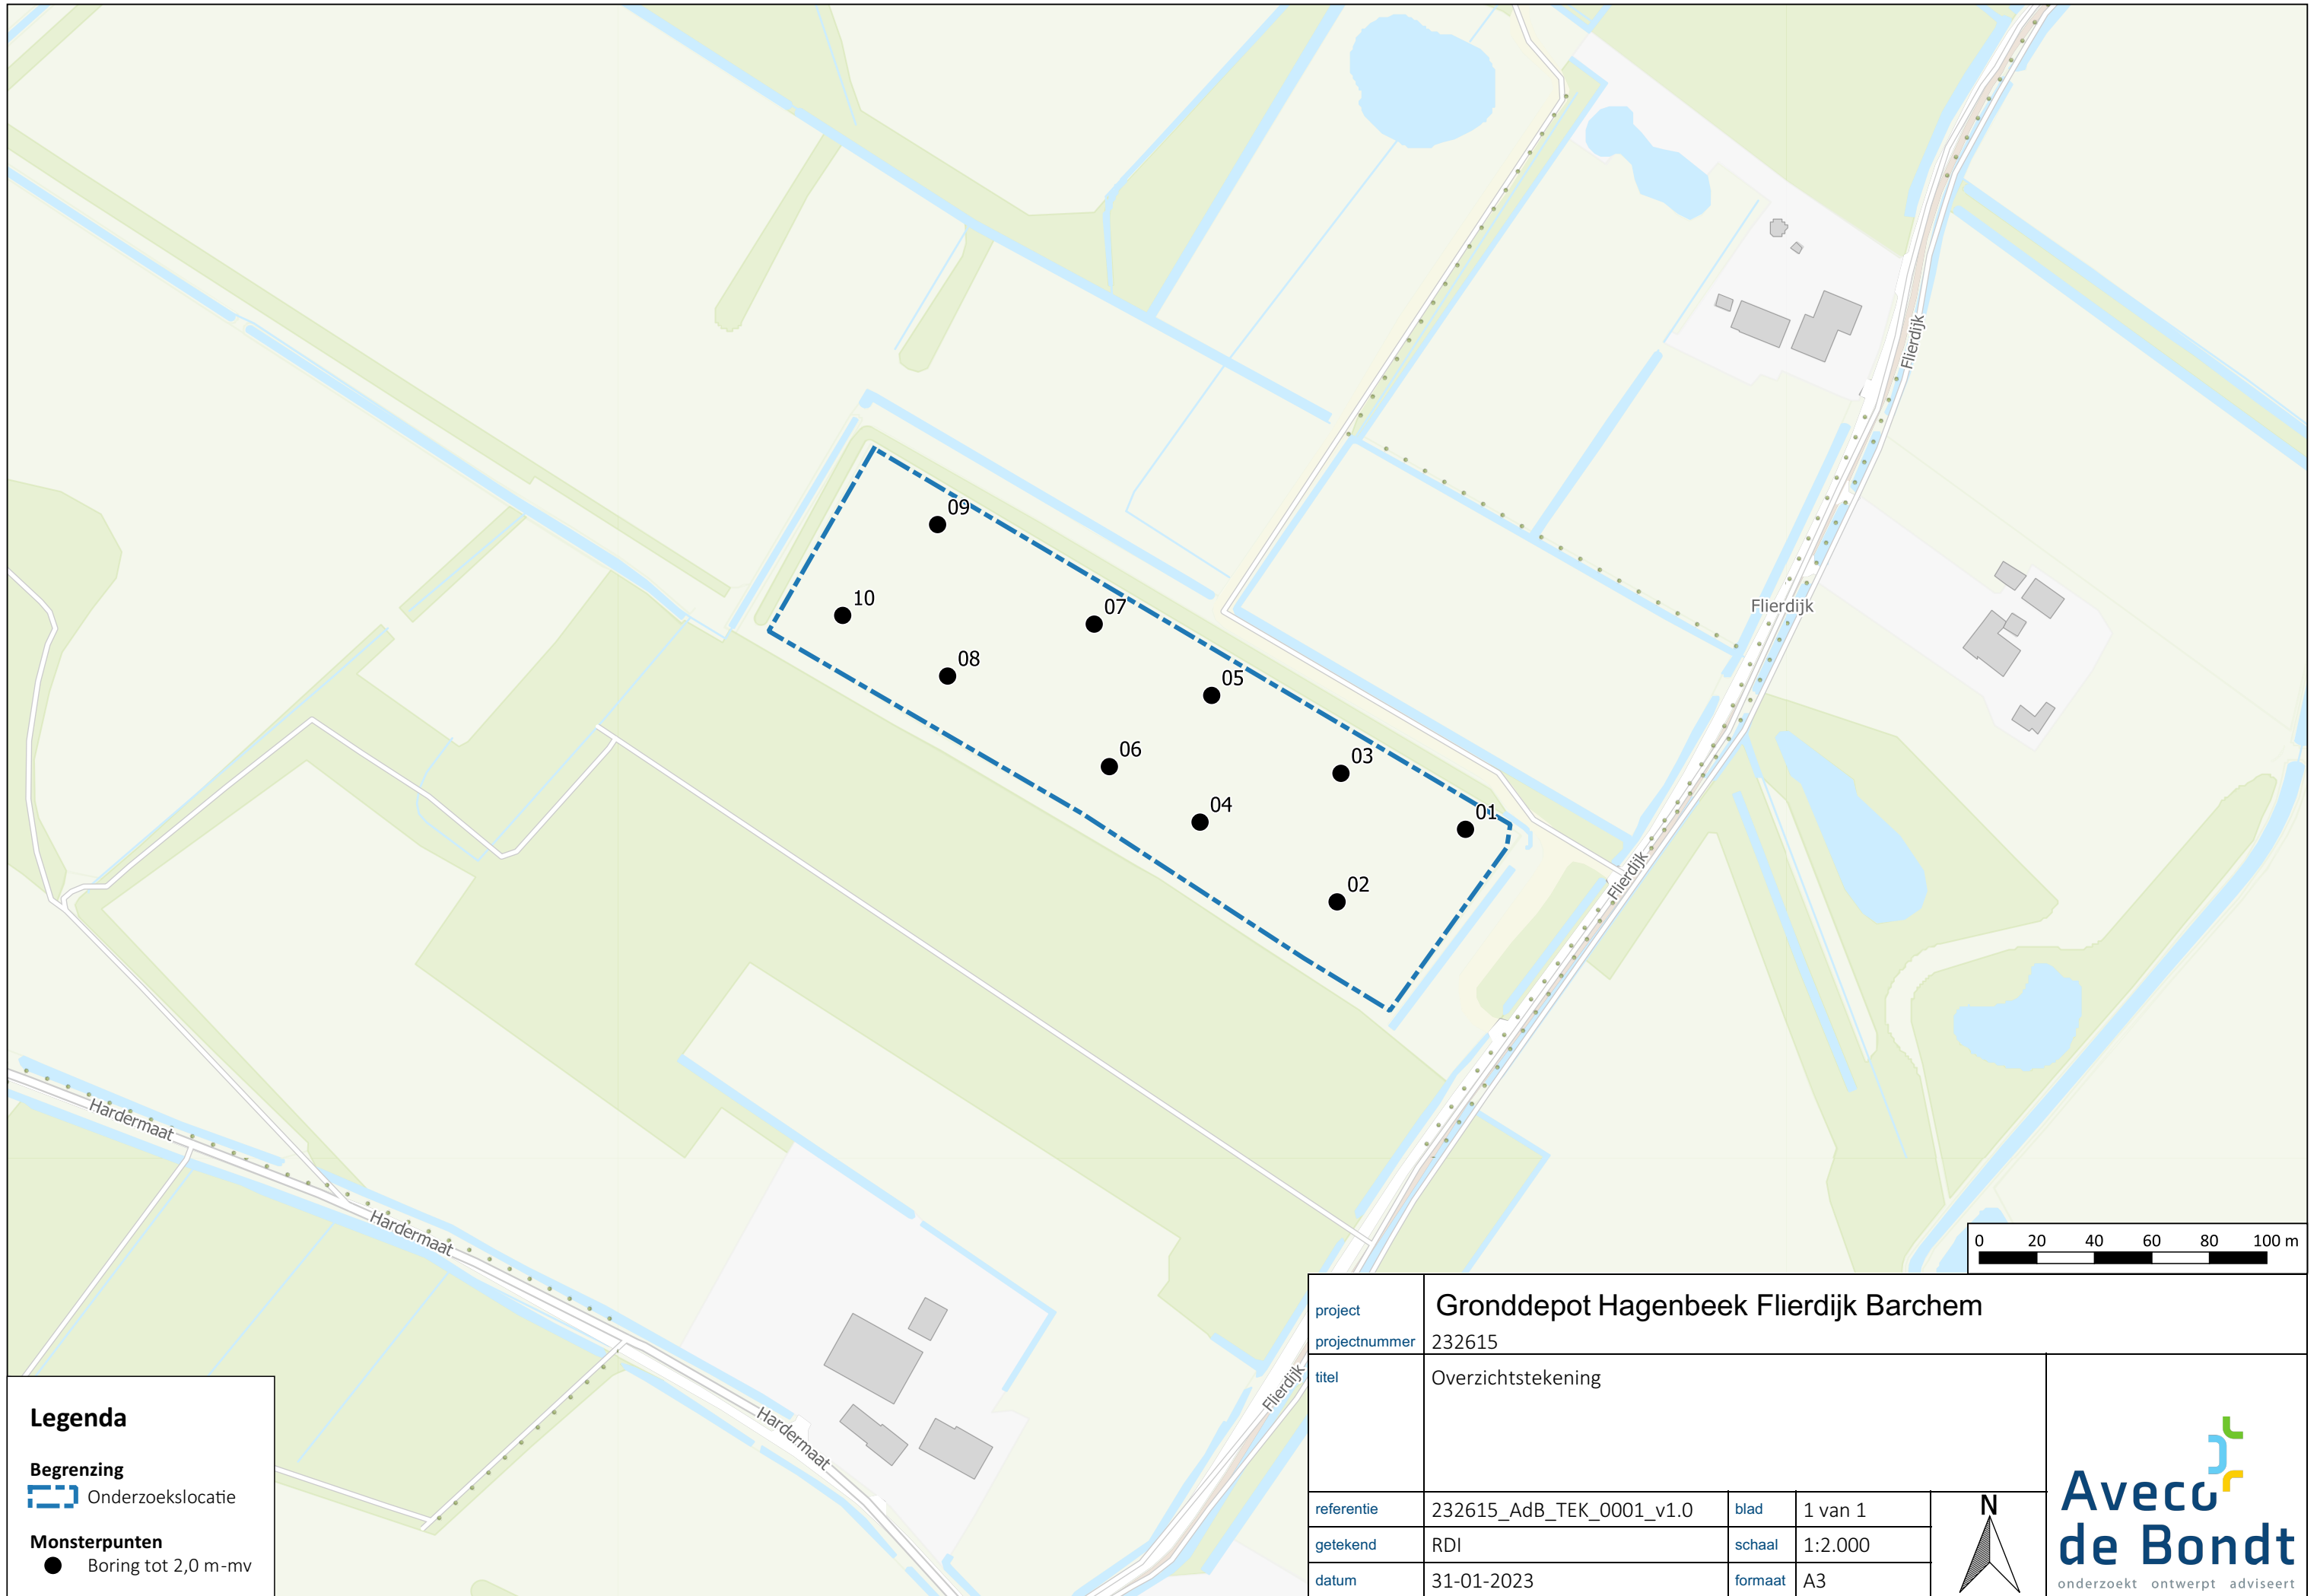 09
10
07
08
05
06
03
04
01
02
Flierdijk
Flierdijk
Flierdijk
Flierdijk
Hardermaat
Hardermaat
Hardermaat
0 20 40 60 80 100 m
Legenda
Begrenzing
Onderzoekslocatie
Monsterpunten
Boring tot 2,0 m-mv
project Gronddepot Hagenbeek Flierdijk Barchem
projectnummer 232615
titel Overzichtstekening
referentie 232615_AdB_TEK_0001_v1.0 blad 1 van 1
getekend RDI schaal 1:2.000
datum 31-01-2023 formaat A3
N
Aveco
de Bondt
onderzoekt ontwerpt adviseert